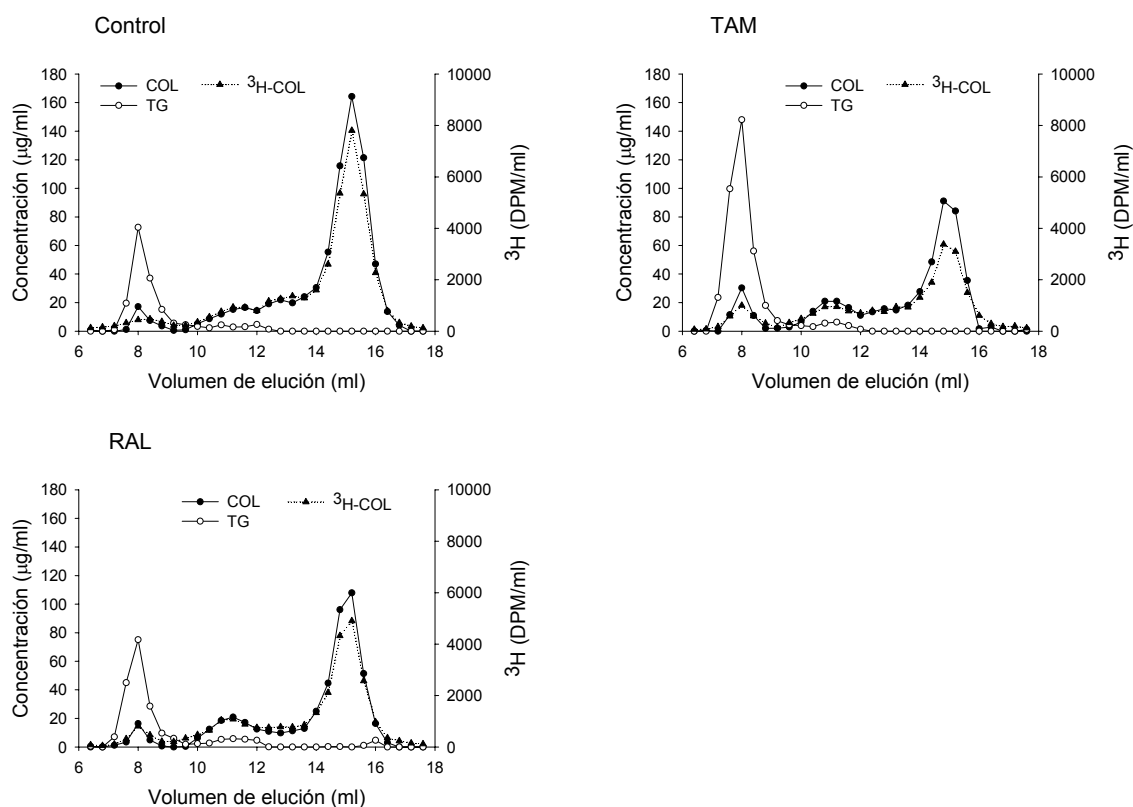 Control
180
160
140
120
100
80
60
40
20
0
Concentración (µg/ml)
COL
TG
³H-COL
10000
8000
6000
4000
2000
0
³H (DPM/ml)
6 8 10 12 14 16 18
Volumen de elución (ml)
TAM
180
160
140
120
100
80
60
40
20
0
Concentración (µg/ml)
COL
TG
³H-COL
10000
8000
6000
4000
2000
0
³H (DPM/ml)
6 8 10 12 14 16 18
Volumen de elución (ml)
RAL
180
160
140
120
100
80
60
40
20
0
Concentración (µg/ml)
COL
TG
³H-COL
10000
8000
6000
4000
2000
0
³H (DPM/ml)
6 8 10 12 14 16 18
Volumen de elución (ml)